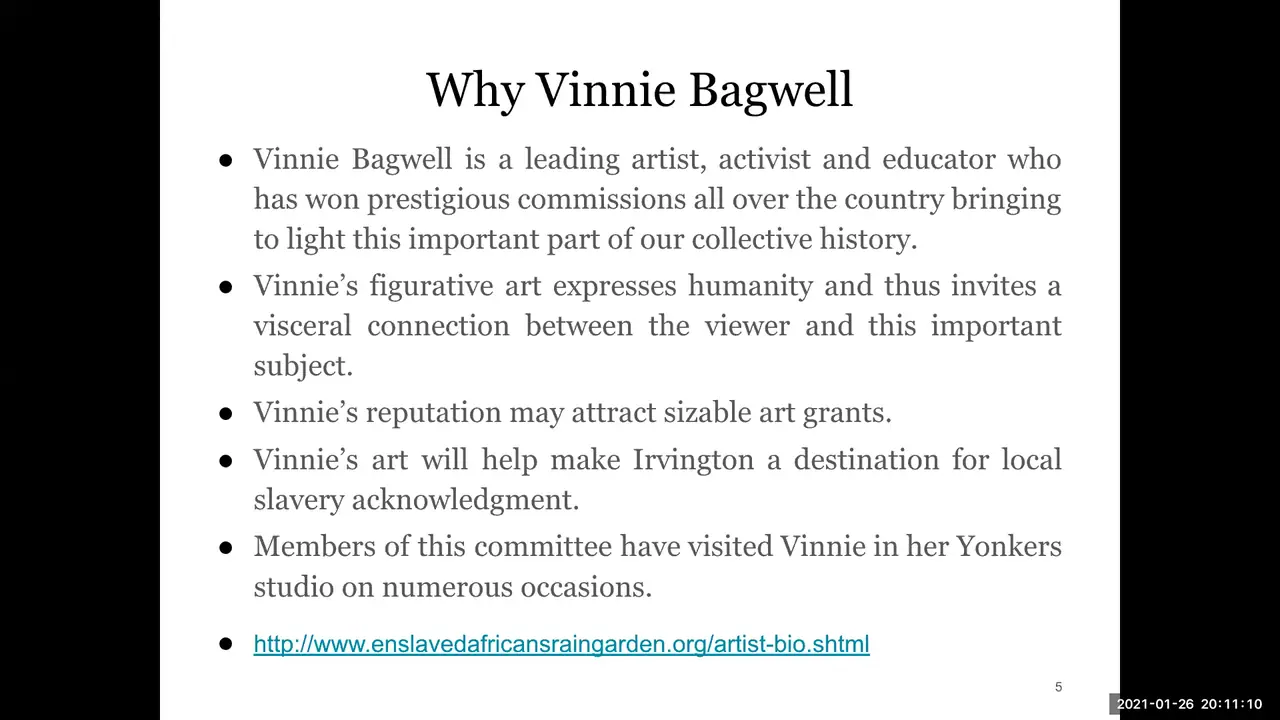 Why Vinnie Bagwell
● Vinnie Bagwell is a leading artist, activist and educator who
has won prestigious commissions all over the country bringing
to light this important part of our collective history.
● Vinnie’s figurative art expresses humanity and thus invites a
visceral connection between the viewer and this important
subject.
● Vinnie’s reputation may attract sizable art grants.
● Vinnie’s art will help make Irvington a destination for local
slavery acknowledgment.
● Members of this committee have visited Vinnie in her Yonkers
studio on numerous occasions.
● http://www.enslavedafricansraingarden.org/artist-bio.shtml
5
2021-01-26 20:11:10